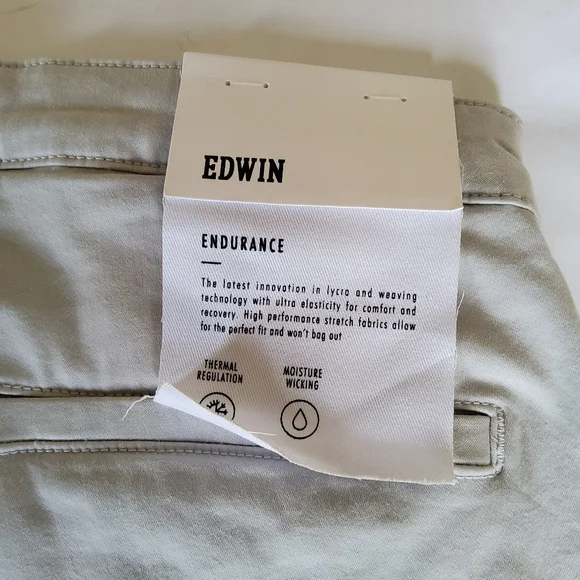 EDWIN
ENDURANCE
The latest innovation in lycra and weaving
technology with ultra elasticity for comfort and
recovery. High performance stretch fabrics allow
for the perfect fit and won't bag out
THERMAL MOISTURE
REGULATION WICKING